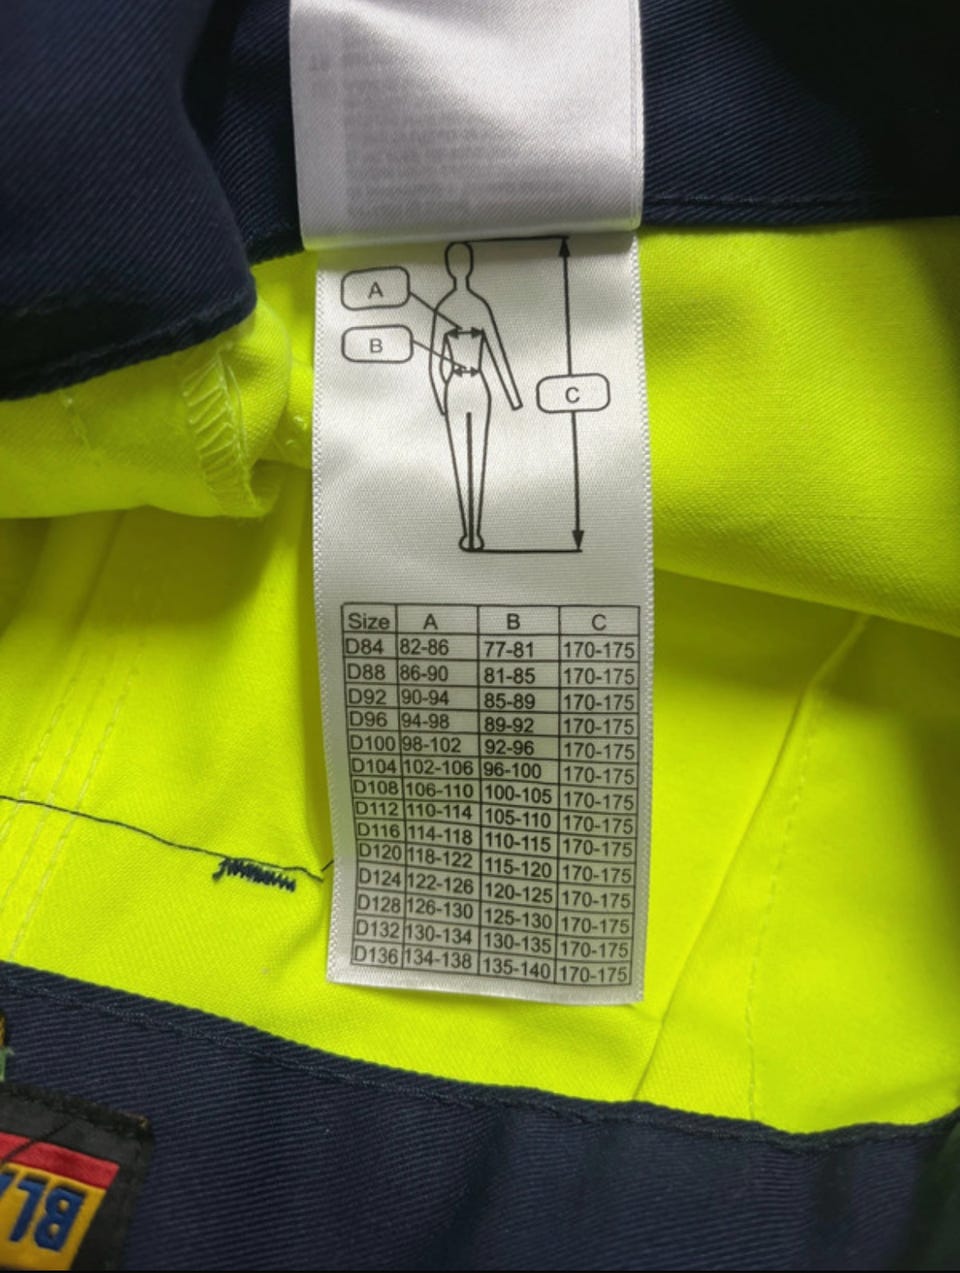 A
B
C
Size A B C
D84 82-86 77-81 170-175
D88 86-90 81-85 170-175
D92 90-94 85-89 170-175
D96 94-98 89-92 170-175
D100 98-102 92-96 170-175
D104 102-106 96-100 170-175
D108 106-110 100-105 170-175
D112 110-114 105-110 170-175
D116 114-118 110-115 170-175
D120 118-122 115-120 170-175
D124 122-126 120-125 170-175
D128 126-130 125-130 170-175
D132 130-134 130-135 170-175
D136 134-138 135-140 170-175